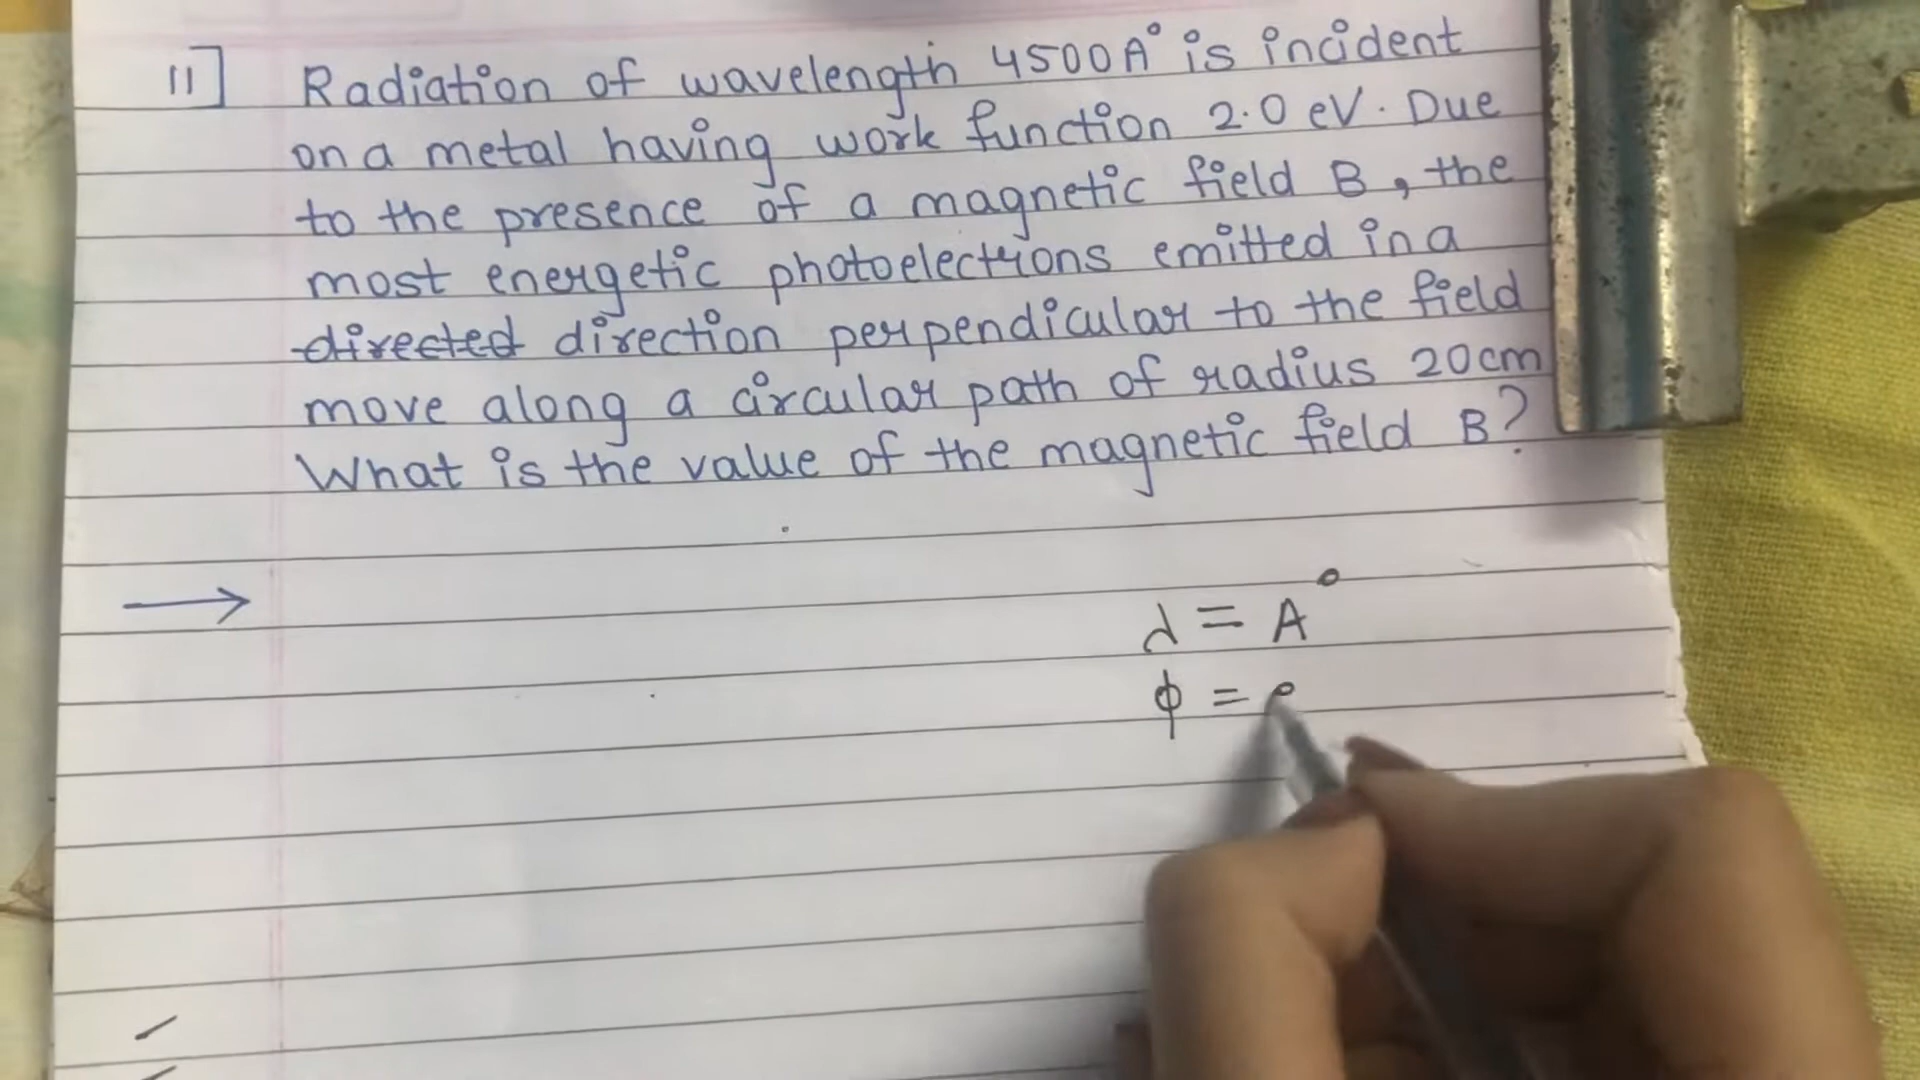 11] Radiation of wavelength 4500A° is incident
on a metal having work function 2.0 eV. Due
to the presence of a magnetic field B, the
most energetic photoelectrons emitted in a
directed direction perpendicular to the field
move along a circular path of radius 20cm
What is the value of the magnetic field B?
→
λ = A°
ϕ = e